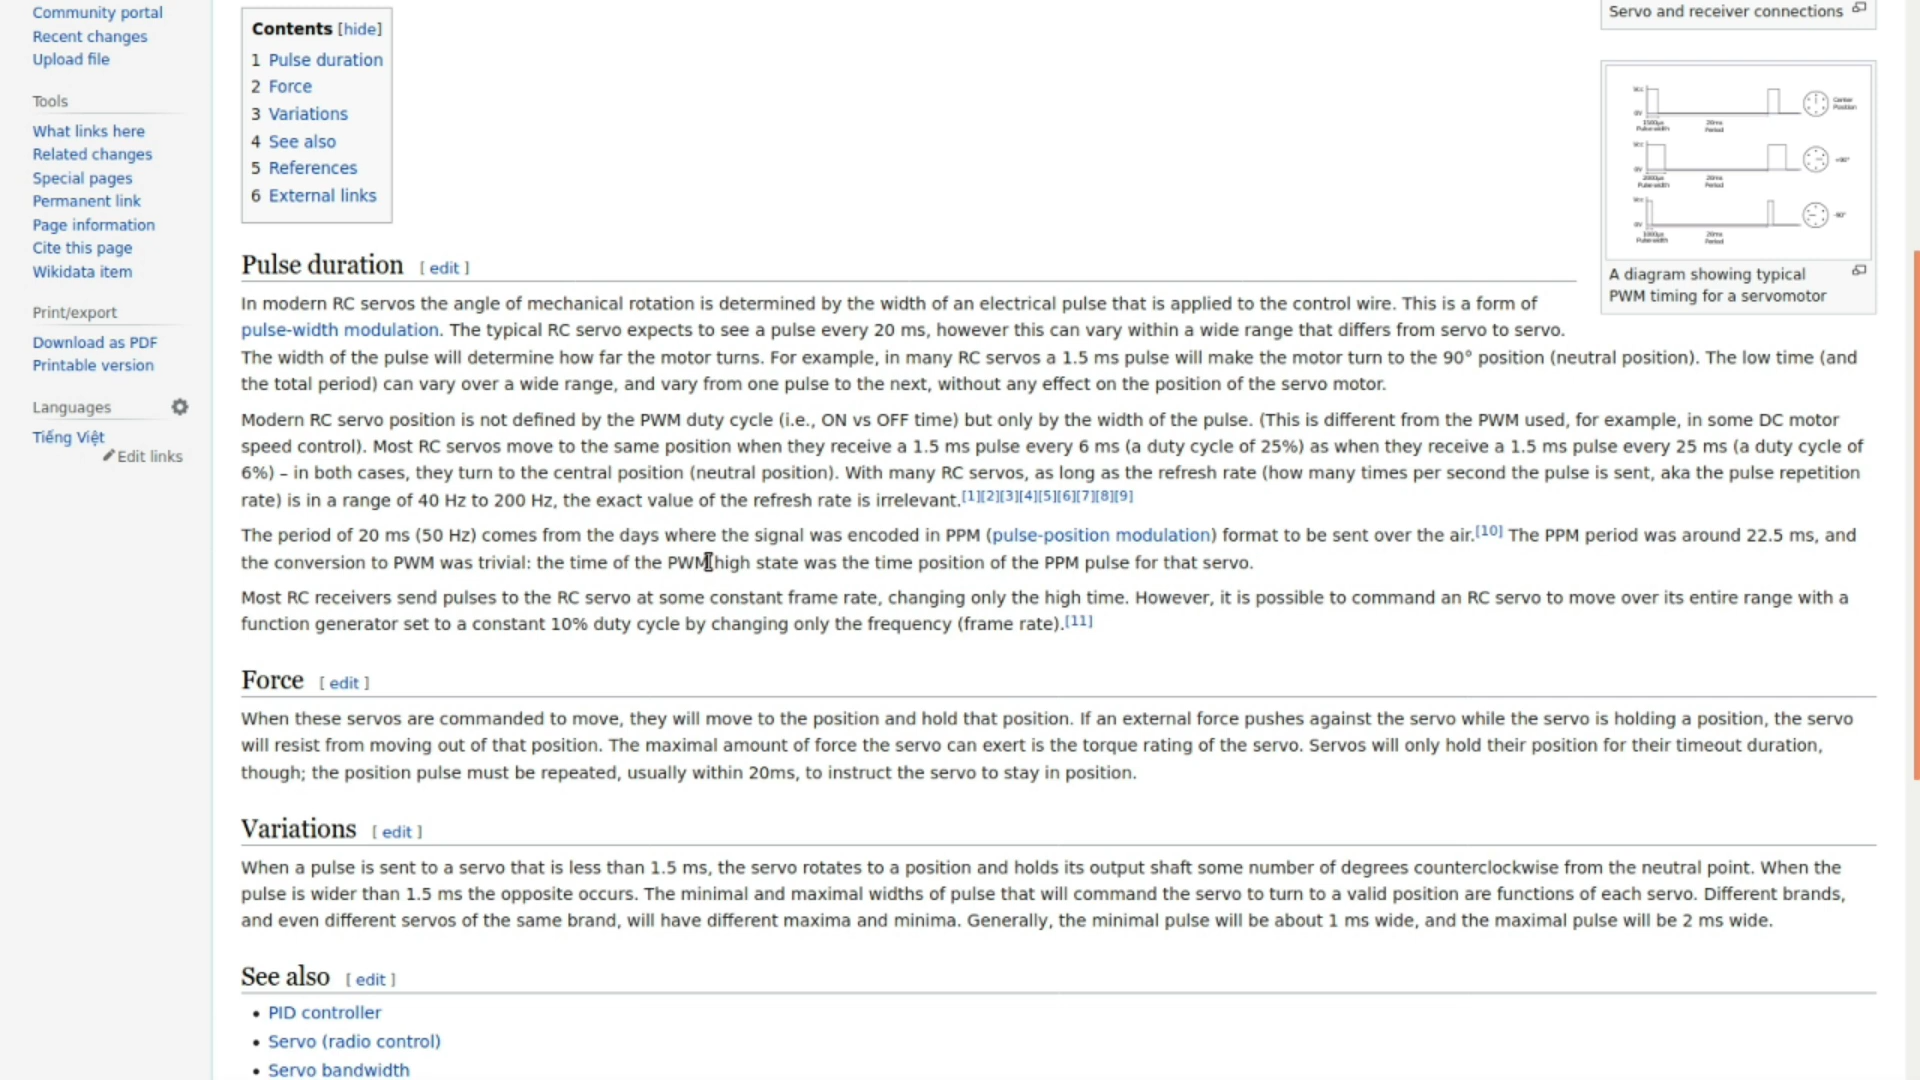 Community portal
Recent changes
Upload file
Tools
What links here
Related changes
Special pages
Permanent link
Page information
Cite this page
Wikidata item
Print/export
Download as PDF
Printable version
Languages
Tiếng Việt
Edit links
Contents [hide]
1 Pulse duration
2 Force
3 Variations
4 See also
5 References
6 External links
Servo and receiver connections
Vcc
0V
1500µs
Pulse width
20ms
Period
Center
Position
Vcc
0V
2000µs
Pulse width
20ms
Period
+90°
Vcc
0V
1000µs
Pulse width
20ms
Period
-90°
A diagram showing typical
PWM timing for a servomotor
Pulse duration [ edit ]
In modern RC servos the angle of mechanical rotation is determined by the width of an electrical pulse that is applied to the control wire. This is a form of
pulse-width modulation. The typical RC servo expects to see a pulse every 20 ms, however this can vary within a wide range that differs from servo to servo.
The width of the pulse will determine how far the motor turns. For example, in many RC servos a 1.5 ms pulse will make the motor turn to the 90° position (neutral position). The low time (and
the total period) can vary over a wide range, and vary from one pulse to the next, without any effect on the position of the servo motor.
Modern RC servo position is not defined by the PWM duty cycle (i.e., ON vs OFF time) but only by the width of the pulse. (This is different from the PWM used, for example, in some DC motor
speed control). Most RC servos move to the same position when they receive a 1.5 ms pulse every 6 ms (a duty cycle of 25%) as when they receive a 1.5 ms pulse every 25 ms (a duty cycle of
6%) – in both cases, they turn to the central position (neutral position). With many RC servos, as long as the refresh rate (how many times per second the pulse is sent, aka the pulse repetition
rate) is in a range of 40 Hz to 200 Hz, the exact value of the refresh rate is irrelevant.[1][2][3][4][5][6][7][8][9]
The period of 20 ms (50 Hz) comes from the days where the signal was encoded in PPM (pulse-position modulation) format to be sent over the air.[10] The PPM period was around 22.5 ms, and
the conversion to PWM was trivial: the time of the PWM high state was the time position of the PPM pulse for that servo.
Most RC receivers send pulses to the RC servo at some constant frame rate, changing only the high time. However, it is possible to command an RC servo to move over its entire range with a
function generator set to a constant 10% duty cycle by changing only the frequency (frame rate).[11]
Force [ edit ]
When these servos are commanded to move, they will move to the position and hold that position. If an external force pushes against the servo while the servo is holding a position, the servo
will resist from moving out of that position. The maximal amount of force the servo can exert is the torque rating of the servo. Servos will only hold their position for their timeout duration,
though; the position pulse must be repeated, usually within 20ms, to instruct the servo to stay in position.
Variations [ edit ]
When a pulse is sent to a servo that is less than 1.5 ms, the servo rotates to a position and holds its output shaft some number of degrees counterclockwise from the neutral point. When the
pulse is wider than 1.5 ms the opposite occurs. The minimal and maximal widths of pulse that will command the servo to turn to a valid position are functions of each servo. Different brands,
and even different servos of the same brand, will have different maxima and minima. Generally, the minimal pulse will be about 1 ms wide, and the maximal pulse will be 2 ms wide.
See also [ edit ]
• PID controller
• Servo (radio control)
• Servo bandwidth